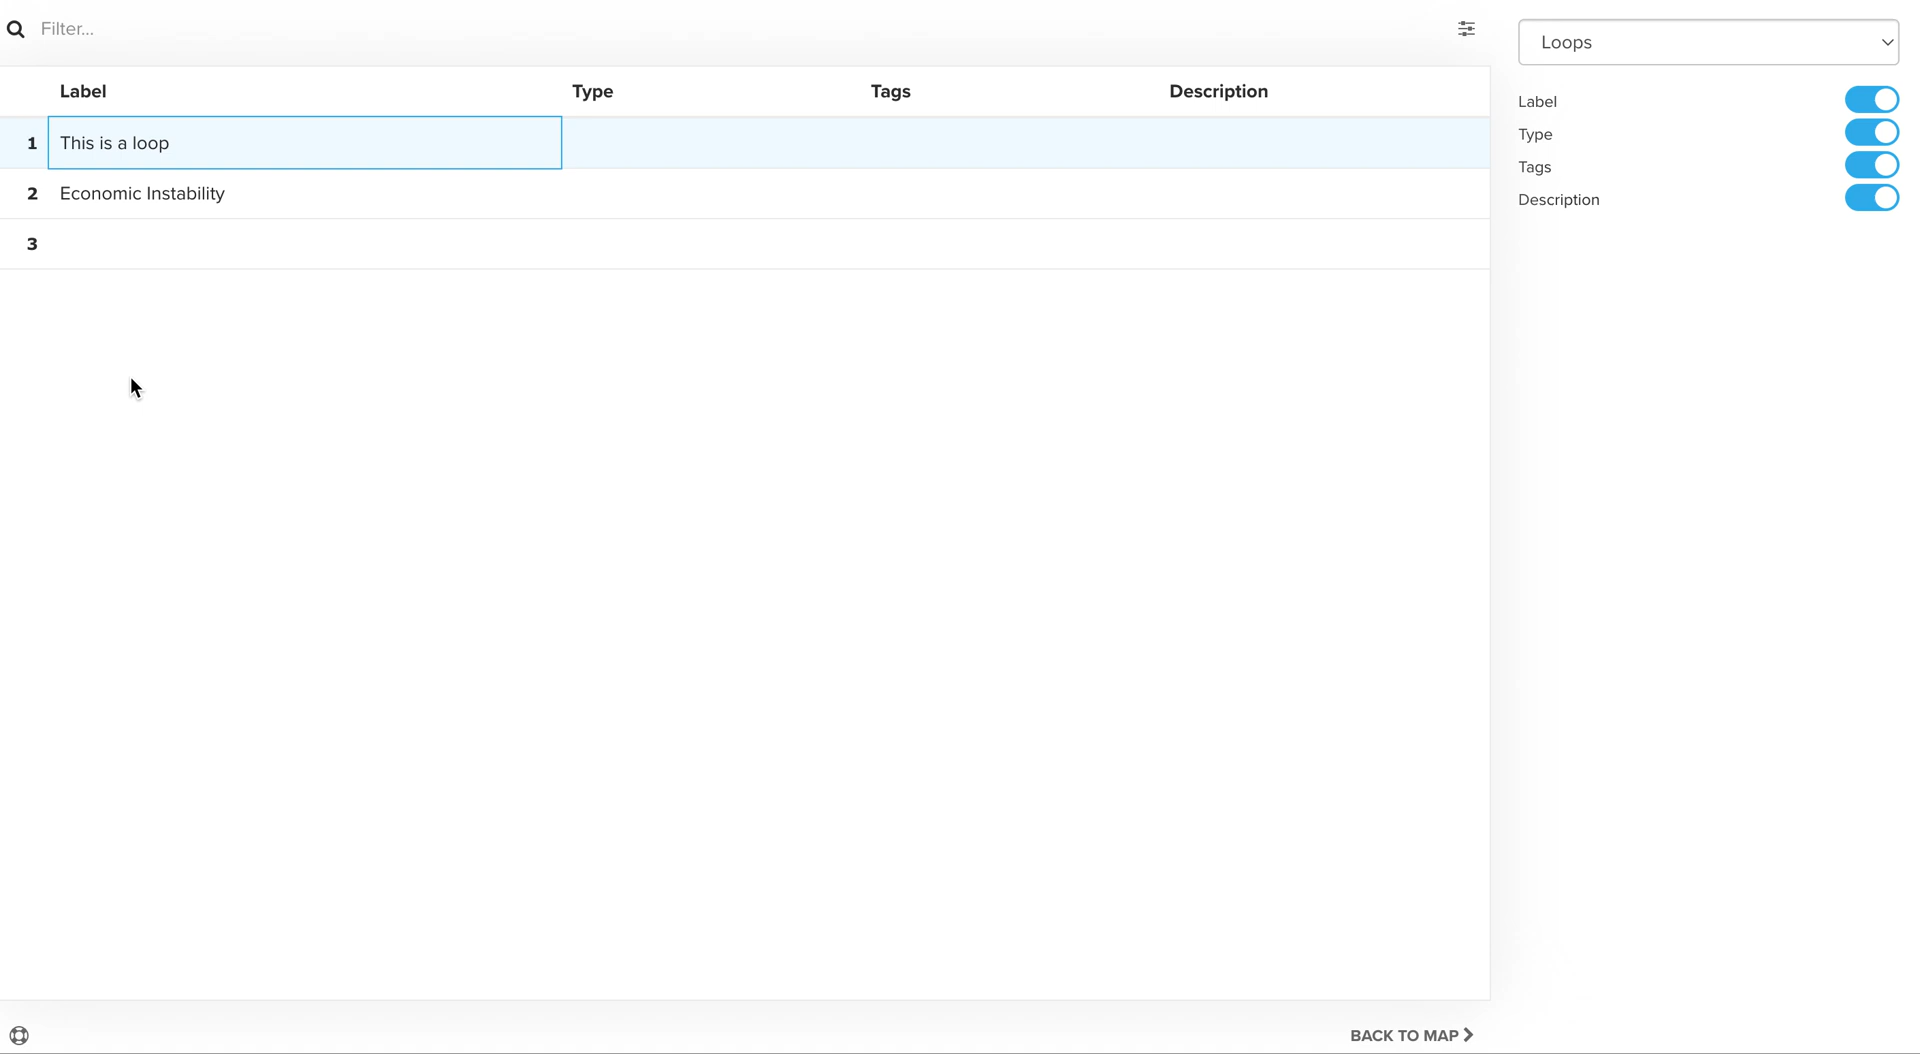 Filter...
Loops
Label Type Tags Description
1 This is a loop
2 Economic Instability
3
Label
Type
Tags
Description
BACK TO MAP